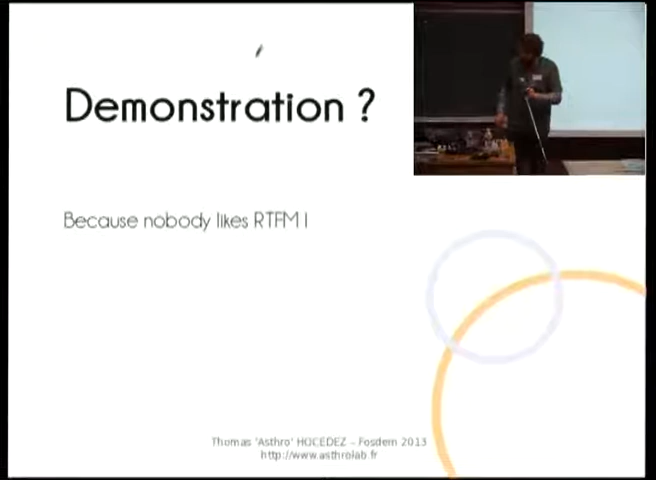 Demonstration ?
Because nobody likes RTFM !
Thomas 'Asthro' HOCEDEZ - Fosdem 2013
http://www.asthrolab.fr